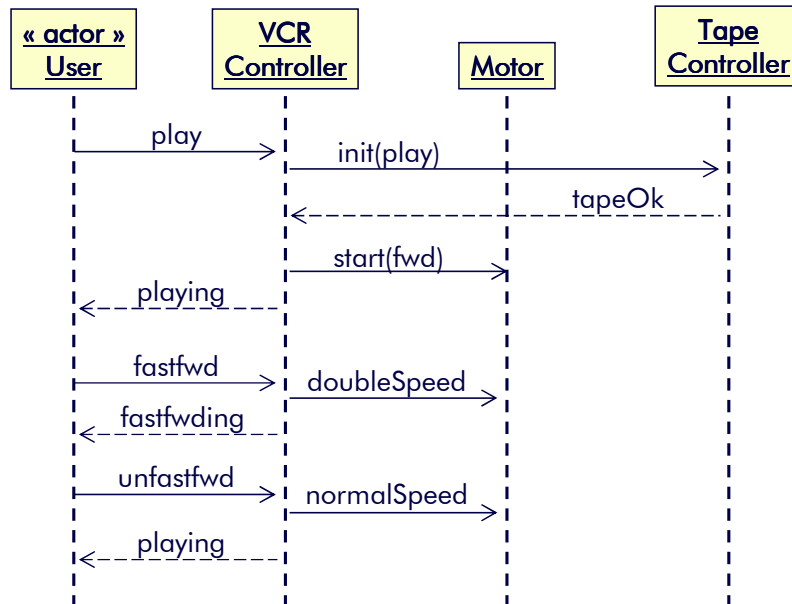 « actor »
User
VCR
Controller
Motor
Tape
Controller
play
init(play)
tapeOk
start(fwd)
playing
fastfwd
doubleSpeed
fastfwding
unfastfwd
normalSpeed
playing